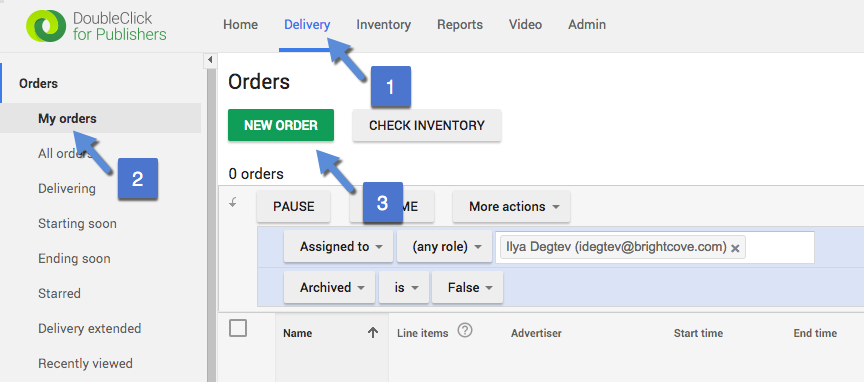 DoubleClick
for Publishers
Home Delivery Inventory Reports Video Admin
1
Orders
My orders
2
All orders
Delivering
Starting soon
Ending soon
Starred
Delivery extended
Recently viewed
Orders
NEW ORDER CHECK INVENTORY
3
0 orders
PAUSE ME More actions
Assigned to (any role) Ilya Degtev (idegtev@brightcove.com) ×
Archived is False
Name Line items ? Advertiser Start time End time